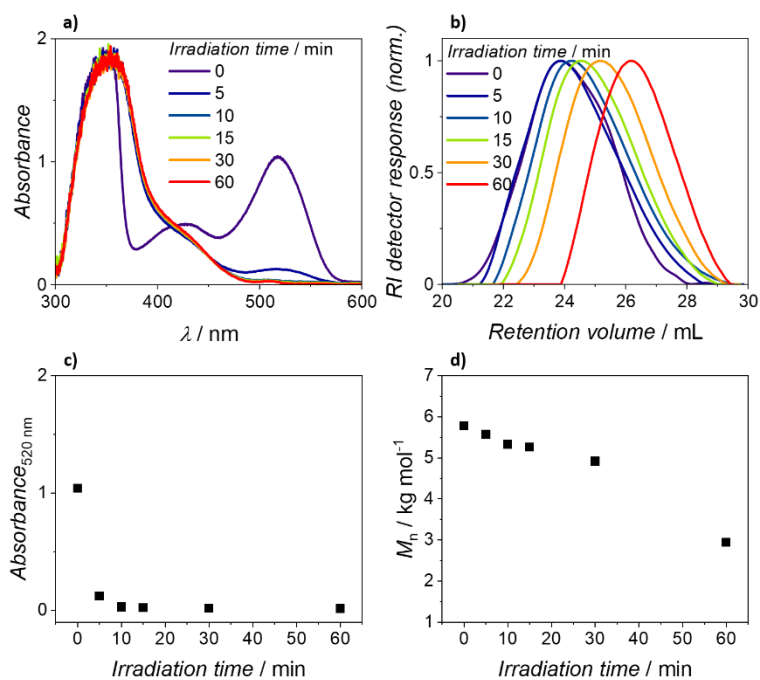 a)
Irradiation time / min
0
5
10
15
30
60
Absorbance
2
1
0
300 400 500 600
λ / nm
b)
Irradiation time / min
0
5
10
15
30
60
RI detector response (norm.)
1
0.5
0
20 22 24 26 28 30
Retention volume / mL
c)
Absorbance520 nm
2
1
0
0 10 20 30 40 50 60
Irradiation time / min
d)
Mn / kg mol-1
7
6
5
4
3
2
1
0 10 20 30 40 50 60
Irradiation time / min